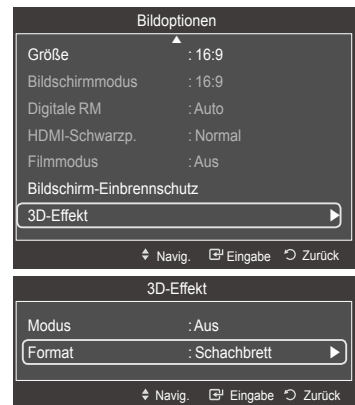 Bildoptionen
Größe : 16:9
Bildschirmmodus : 16:9
Digitale RM : Auto
HDMI-Schwarzp. : Normal
Filmmodus : Aus
Bildschirm-Einbrennschutz
3D-Effekt
Navig. Eingabe Zurück
3D-Effekt
Modus : Aus
Format : Schachbrett
Navig. Eingabe Zurück